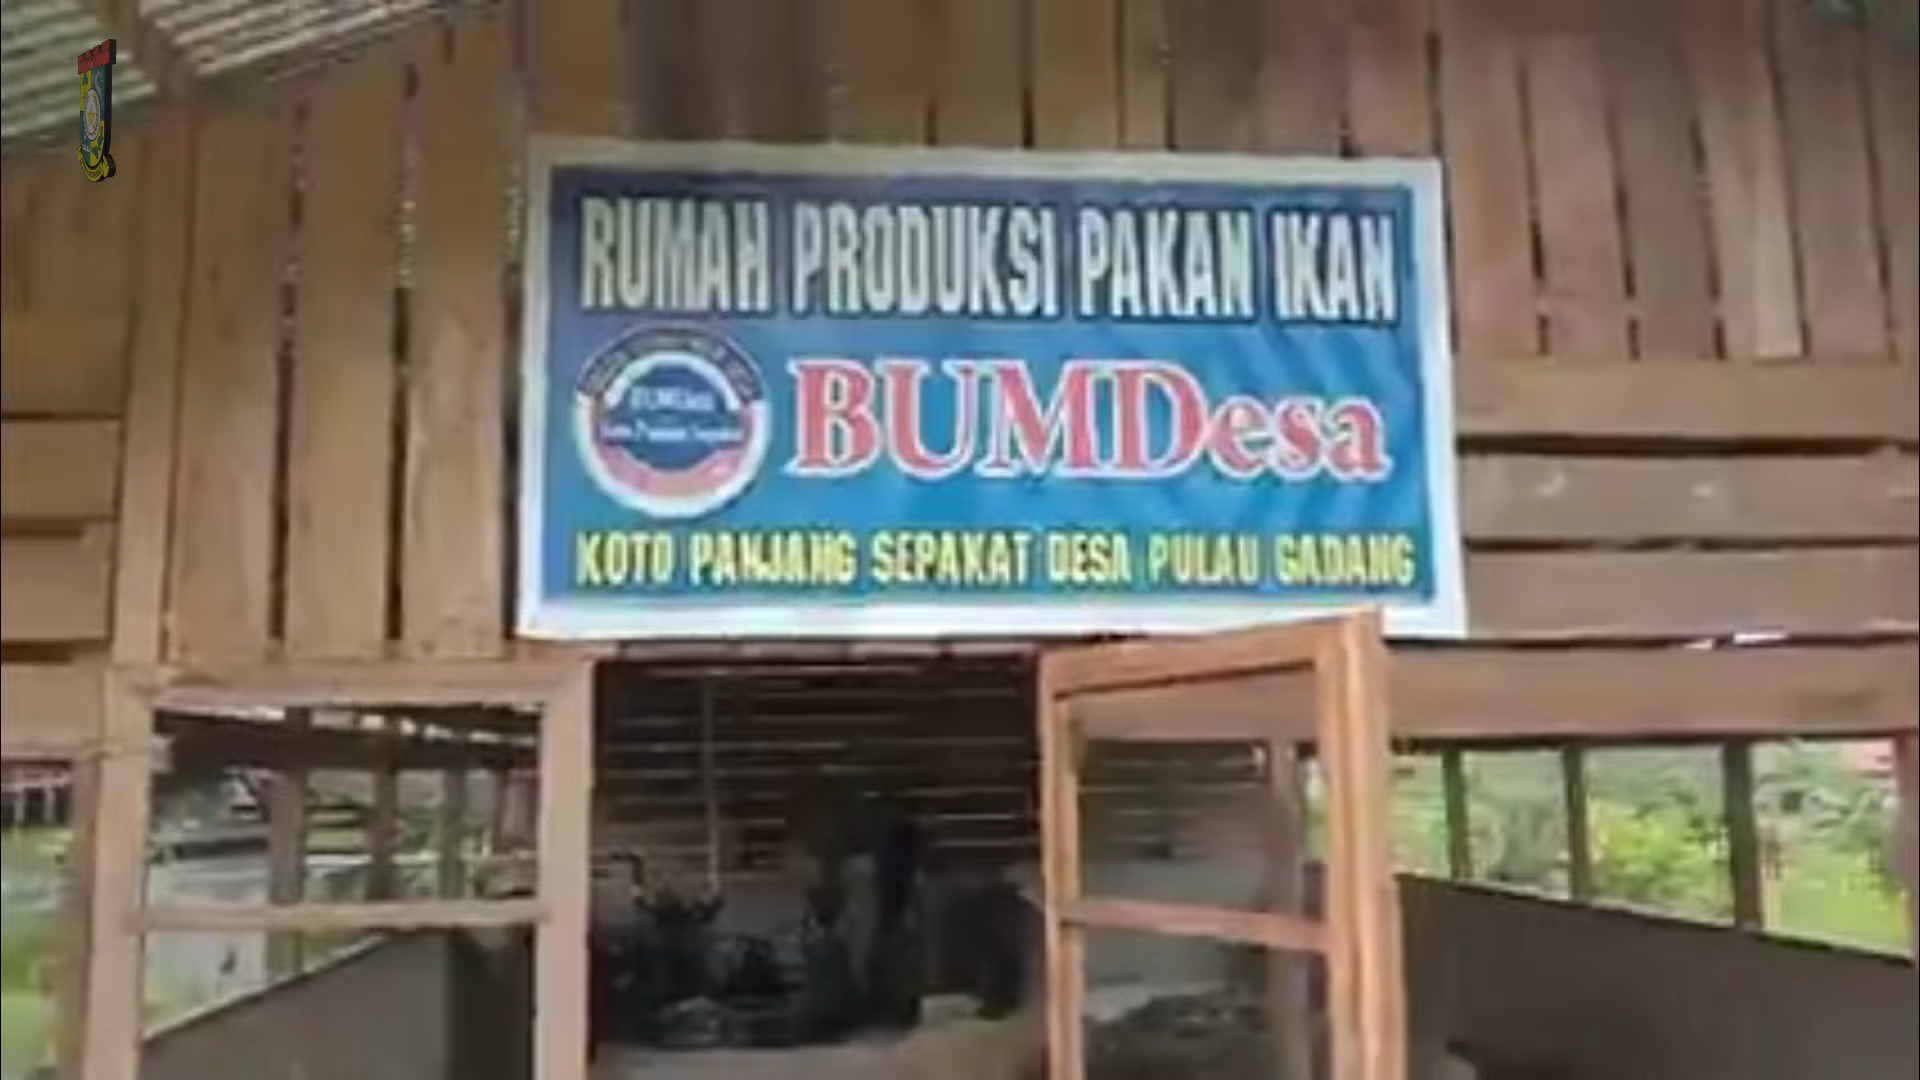 RUMAH PRODUKSI PAKAN IKAN
BUMDesa
KOTO PANJANG SEPAKAT DESA PULAU GADANG